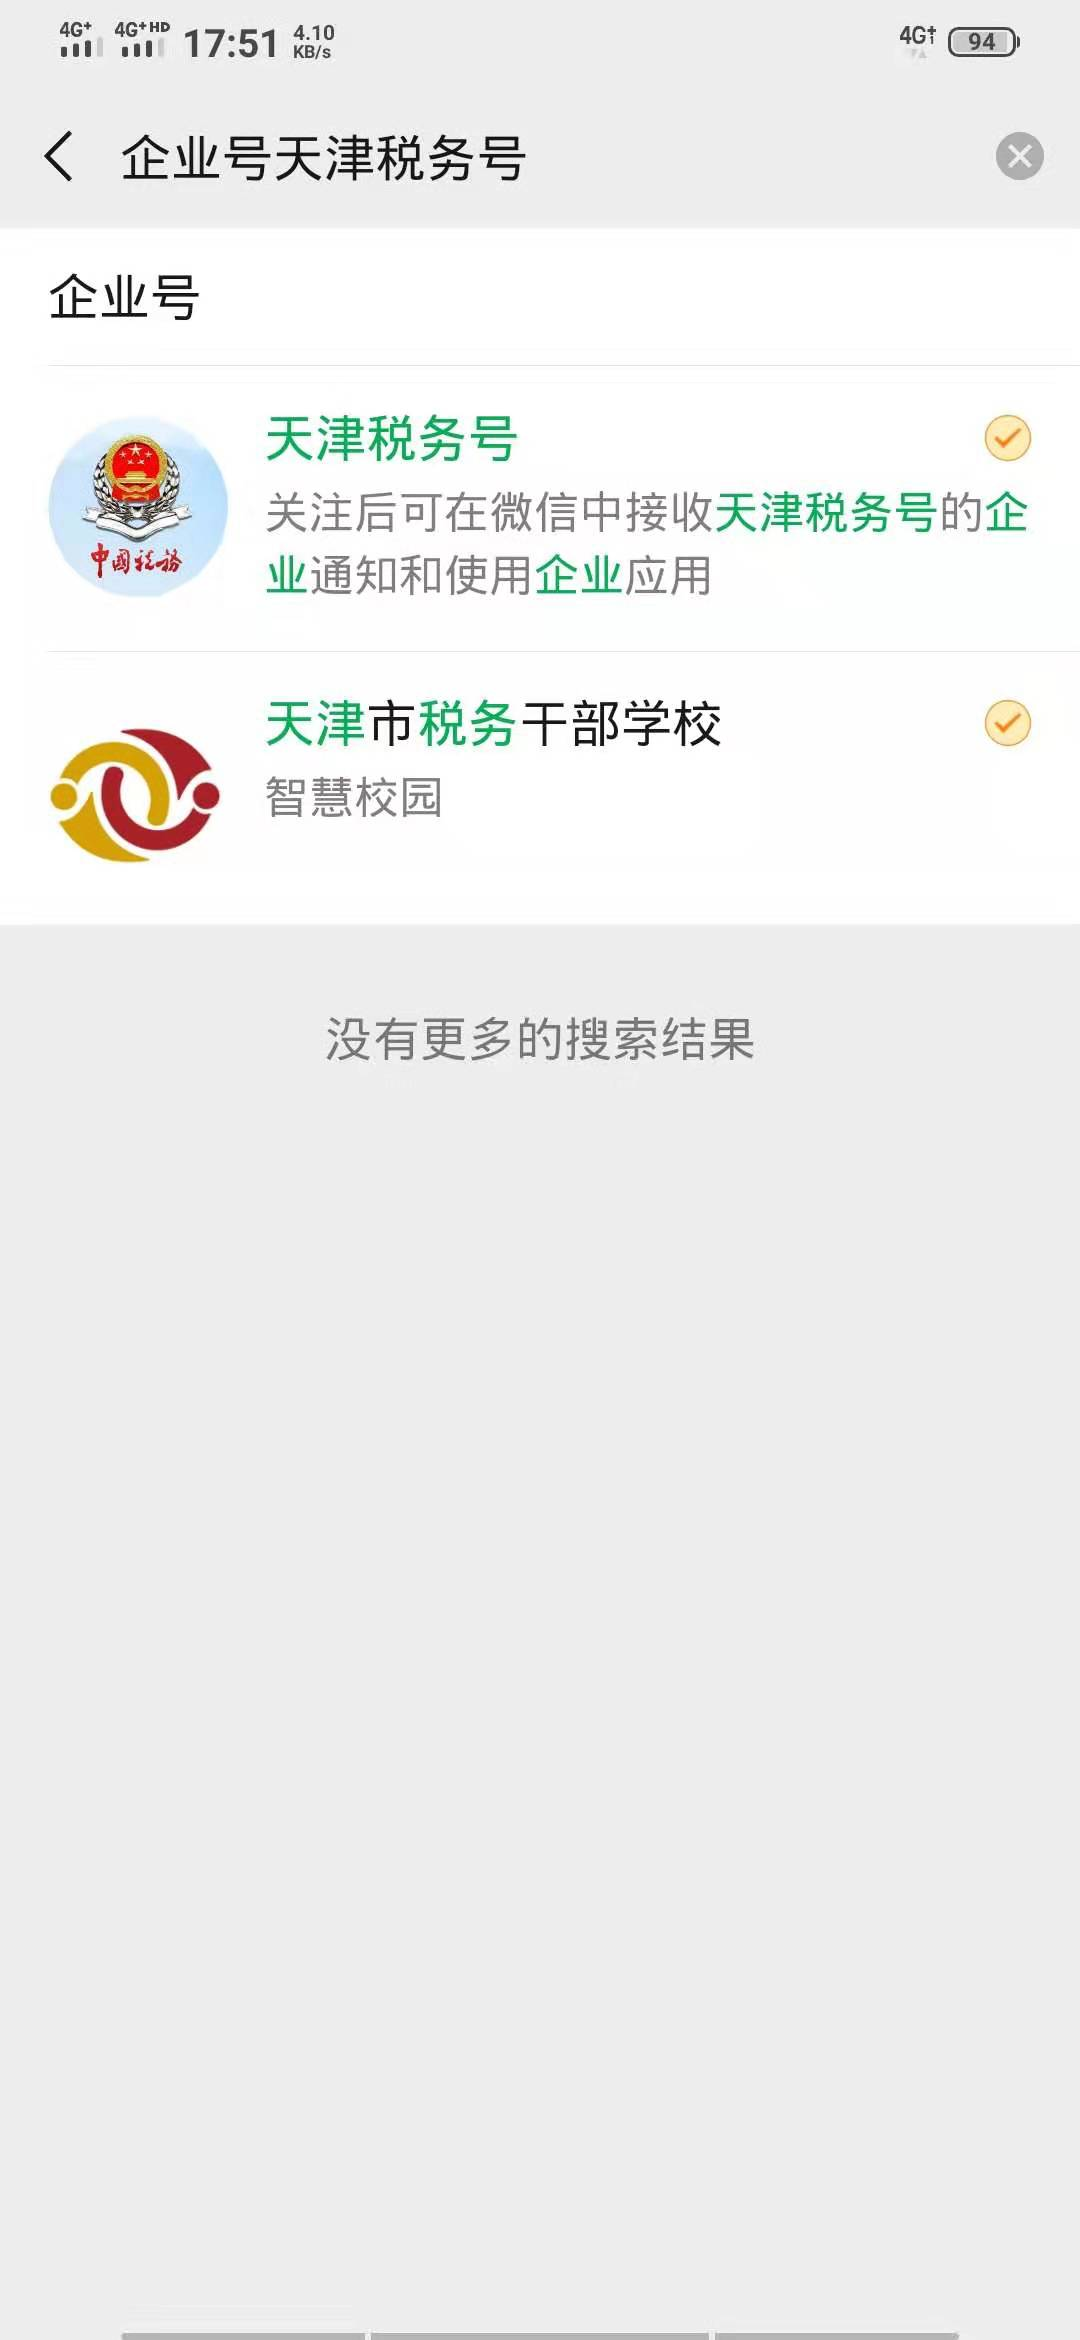 4G+ 4G+HD 17:51 4.10 KB/s 4G+ 94
企业号天津税务号
企业号
天津税务号
中国税务
关注后可在微信中接收天津税务号的企
业通知和使用企业应用
天津市税务干部学校
智慧校园
没有更多的搜索结果